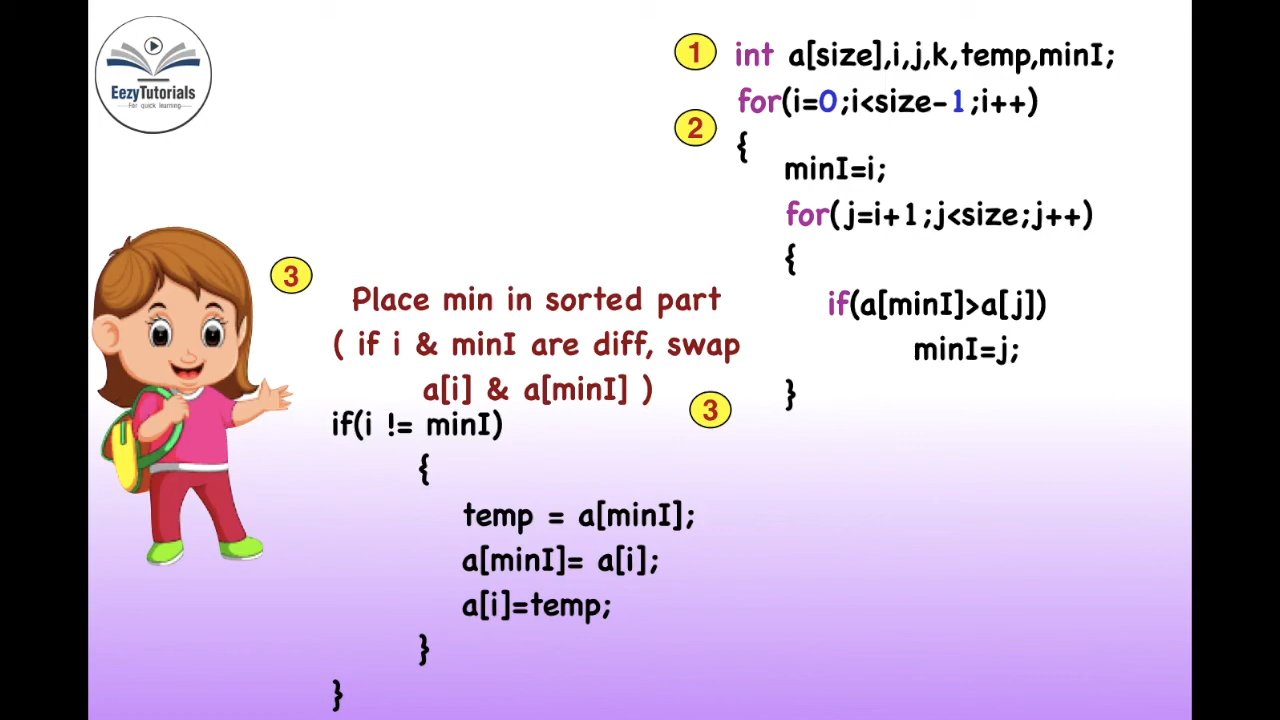 EezyTutorials
For quick learning
1
int a[size],i,j,k,temp,minI;
for(i=0;i<size-1;i++)
2
{
minI=i;
for(j=i+1;j<size;j++)
{
if(a[minI]>a[j])
minI=j;
}
3
Place min in sorted part
( if i & minI are diff, swap
a[i] & a[minI] )
3
if(i != minI)
{
temp = a[minI];
a[minI]= a[i];
a[i]=temp;
}
}